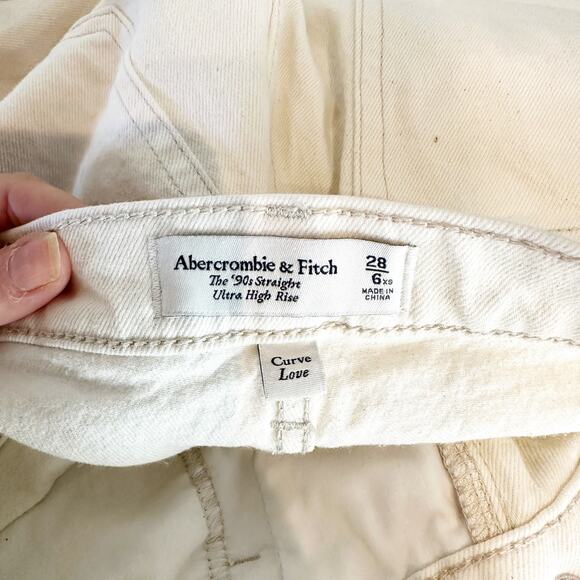 Abercrombie & Fitch
The '90s Straight
Ultra High Rise
28
6 XS
MADE IN
CHINA
Curve
Love